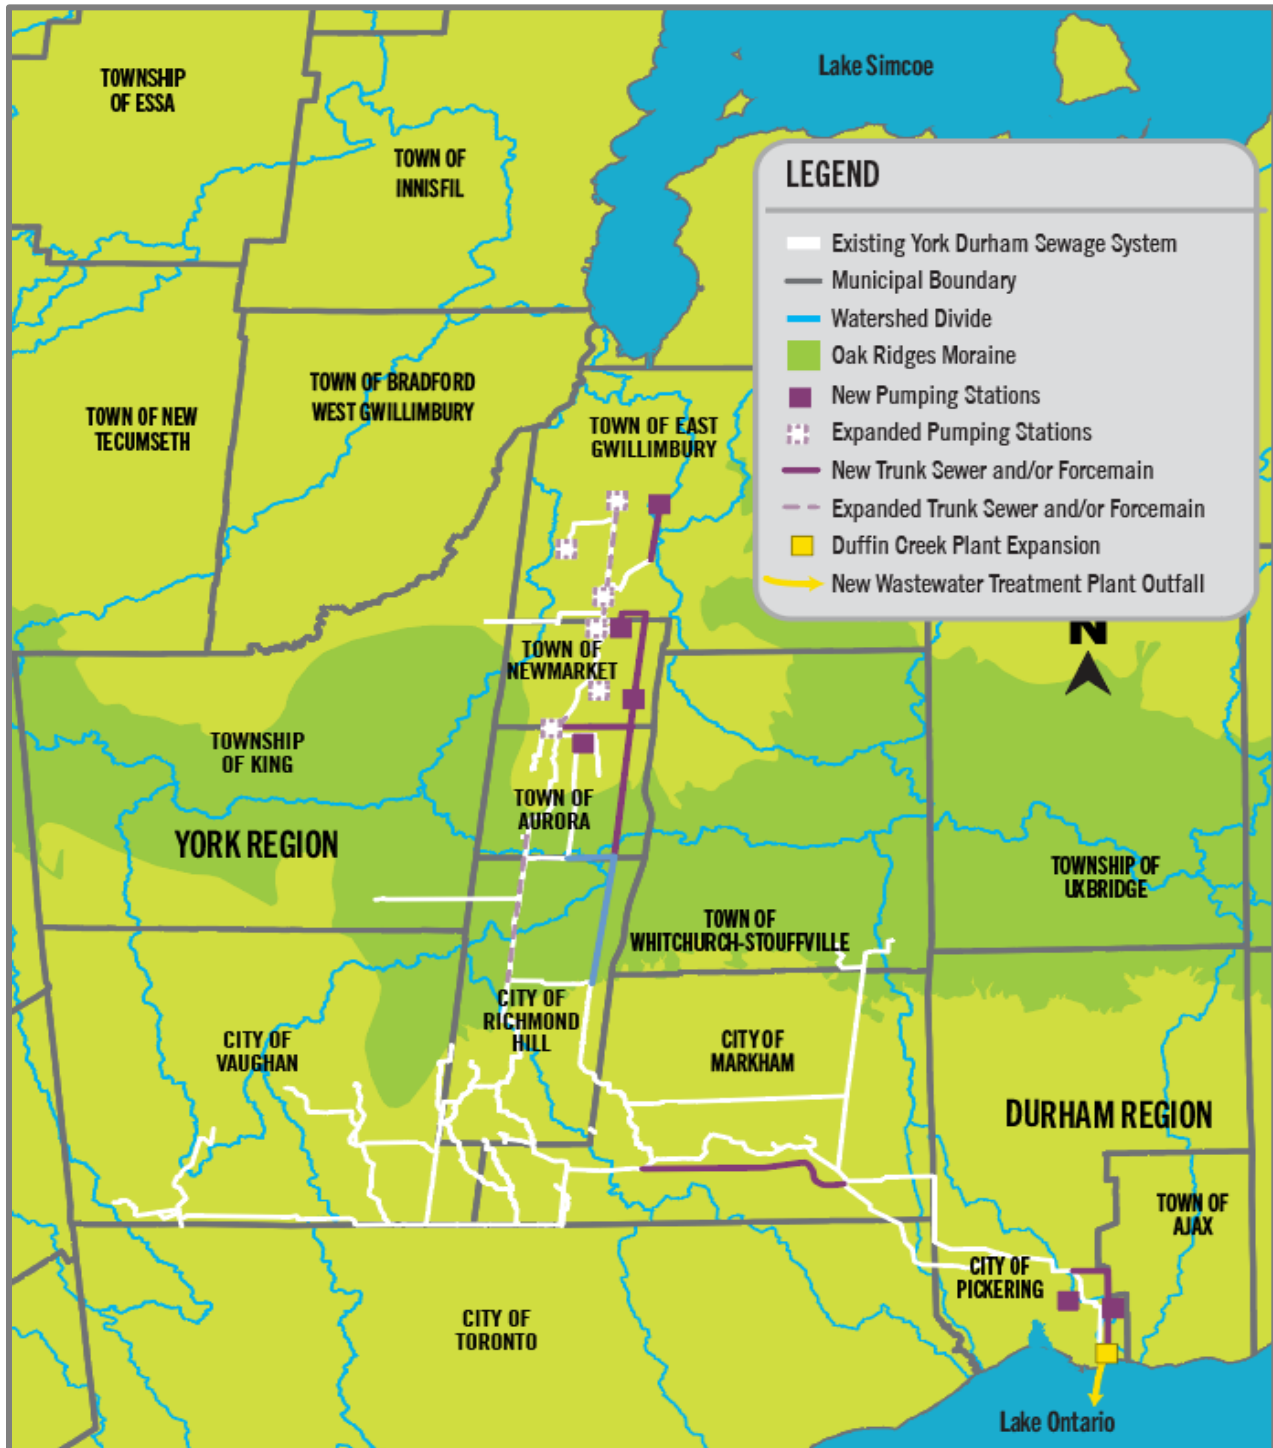 Lake Simcoe
TOWNSHIP
OF ESSA
TOWN OF
INNISFIL
LEGEND
Existing York Durham Sewage System
Municipal Boundary
Watershed Divide
Oak Ridges Moraine
New Pumping Stations
Expanded Pumping Stations
New Trunk Sewer and/or Forcemain
Expanded Trunk Sewer and/or Forcemain
Duffin Creek Plant Expansion
New Wastewater Treatment Plant Outfall
N
TOWN OF NEW
TECUMSETH
TOWN OF BRADFORD
WEST GWILLIMBURY
TOWN OF EAST
GWILLIMBURY
TOWN OF
NEWMARKET
TOWNSHIP
OF KING
TOWN OF
AURORA
YORK REGION
TOWNSHIP OF
UXBRIDGE
TOWN OF
WHITCHURCH-STOUFFVILLE
CITY OF
RICHMOND
HILL
CITY OF
VAUGHAN
CITY OF
MARKHAM
DURHAM REGION
TOWN OF
AJAX
CITY OF
PICKERING
CITY OF
TORONTO
Lake Ontario